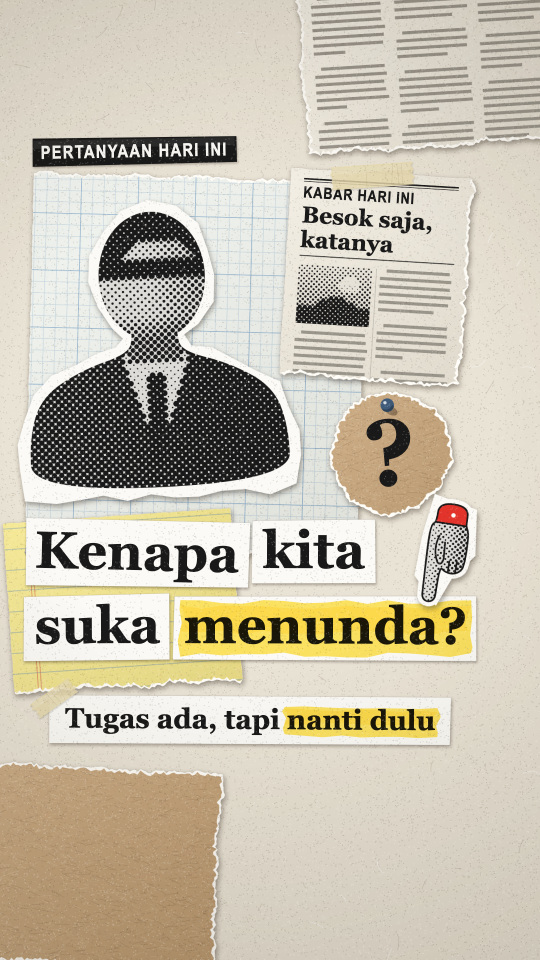 PERTANYAAN HARI INI
KABAR HARI INI
Besok saja,
katanya
?
Kenapa kita
suka menunda?
Tugas ada, tapi nanti dulu